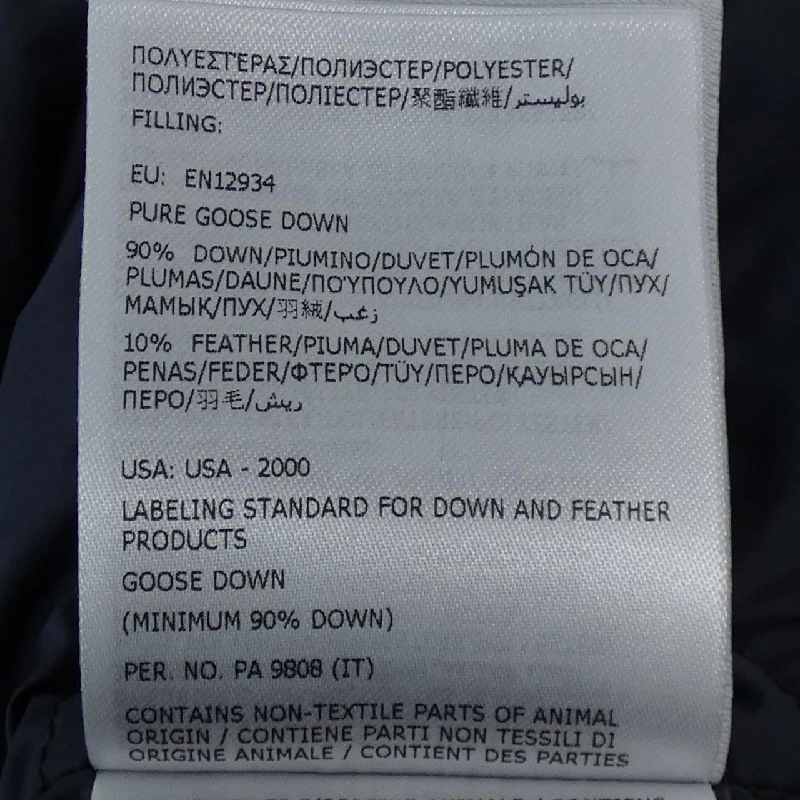 ΠΟΛΥΕΣΤΕΡΑΣ/ПОЛИЭСТЕР/POLYESTER/
ПОЛИЭСТЕР/ПОЛІЕСТЕР/聚酯纖維/بوليستر
FILLING:
EU: EN12934
PURE GOOSE DOWN
90% DOWN/PIUMINO/DUVET/PLUMÓN DE OCA/
PLUMAS/DAUNE/ΠΟΎΠΟΥΛΟ/YUMUŞAK TÜY/ПУХ/
МАМЫҚ/ПУХ/羽絨/زغب
10% FEATHER/PIUMA/DUVET/PLUMA DE OCA/
PENAS/FEDER/ΦΤΕΡΟ/TÜY/ПЕРО/ҚАУЫРСЫН/
ПЕРО/羽毛/ريش
USA: USA - 2000
LABELING STANDARD FOR DOWN AND FEATHER
PRODUCTS
GOOSE DOWN
(MINIMUM 90% DOWN)
PER. NO. PA 9808 (IT)
CONTAINS NON-TEXTILE PARTS OF ANIMAL
ORIGIN / CONTIENE PARTI NON TESSILI DI
ORIGINE ANIMALE / CONTIENT DES PARTIES